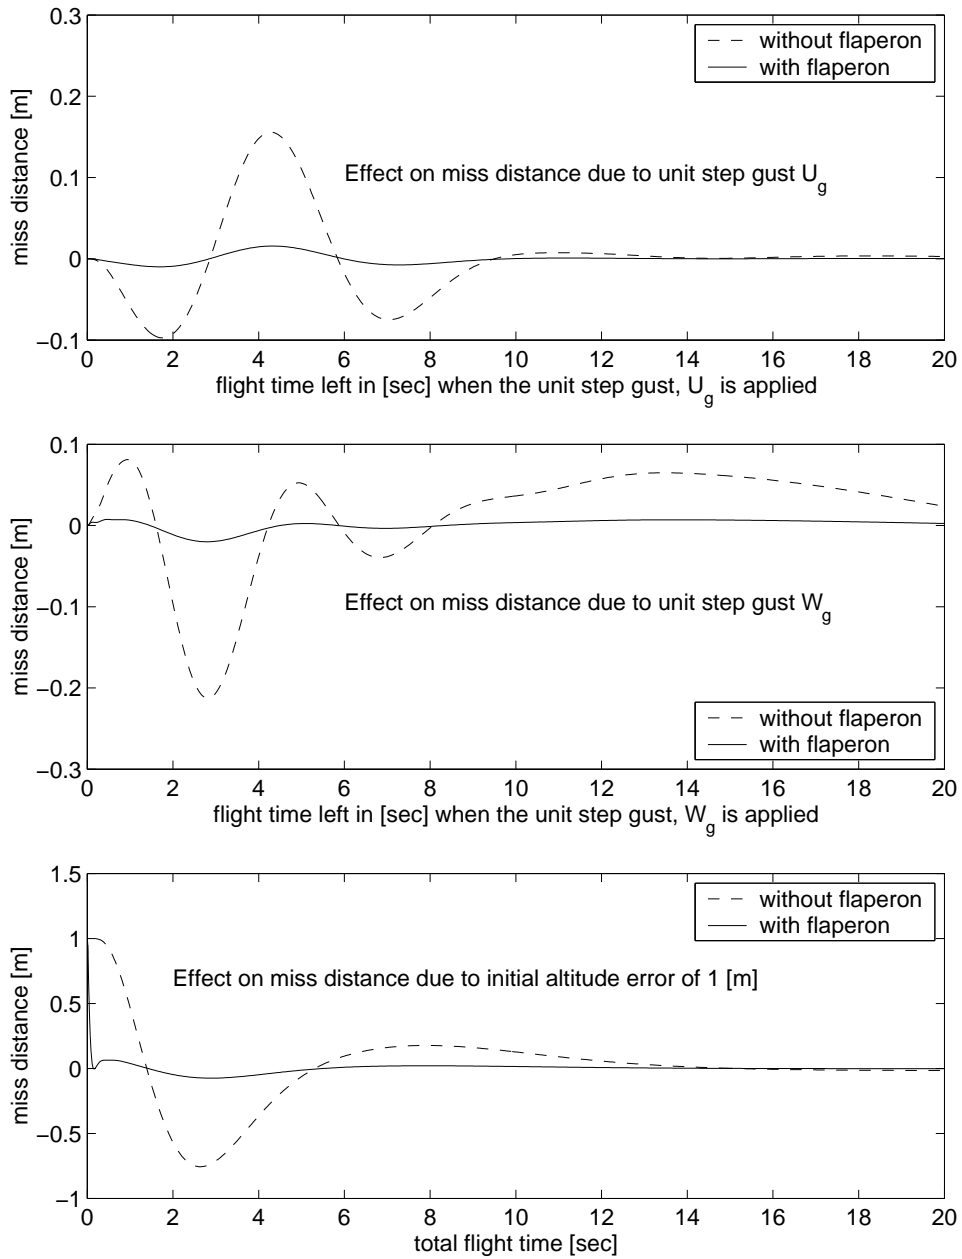 0.3
0.2
0.1
0
−0.1
miss distance [m]
without flaperon
with flaperon
Effect on miss distance due to unit step gust U_g
0 2 4 6 8 10 12 14 16 18 20
flight time left in [sec] when the unit step gust, U_g is applied
0.1
0
−0.1
−0.2
−0.3
miss distance [m]
Effect on miss distance due to unit step gust W_g
without flaperon
with flaperon
0 2 4 6 8 10 12 14 16 18 20
flight time left in [sec] when the unit step gust, W_g is applied
1.5
1
0.5
0
−0.5
−1
miss distance [m]
without flaperon
with flaperon
Effect on miss distance due to initial altitude error of 1 [m]
0 2 4 6 8 10 12 14 16 18 20
total flight time [sec]